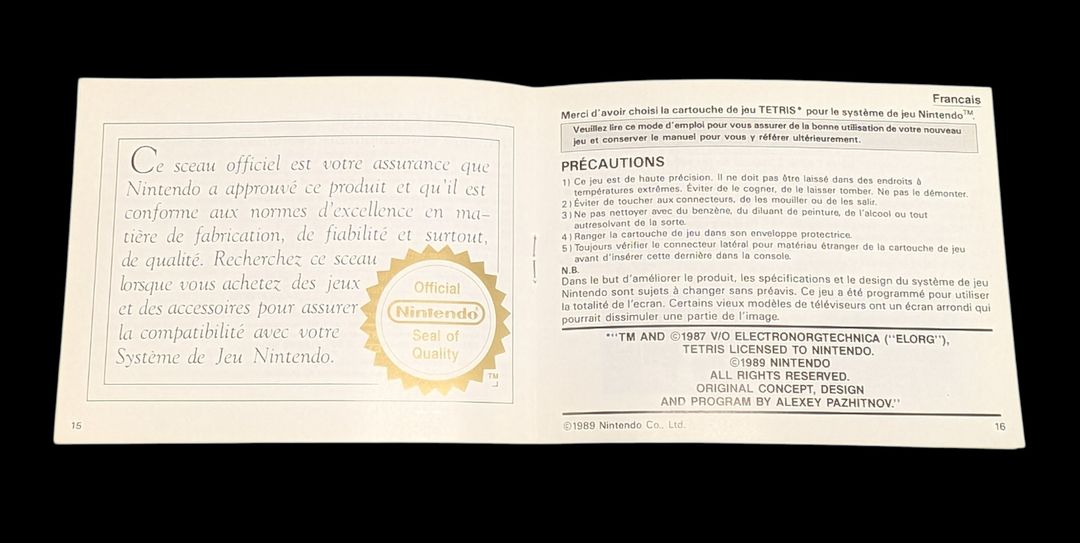 Ce sceau officiel est votre assurance que
Nintendo a approuvé ce produit et qu'il est
conforme aux normes d'excellence en ma-
tière de fabrication, de fiabilité et surtout,
de qualité. Recherchez ce sceau
lorsque vous achetez des jeux
et des accessoires pour assurer
la compatibilité avec votre
Système de Jeu Nintendo.
Official
Nintendo
Seal of
Quality
TM
15
Francais
Merci d'avoir choisi la cartouche de jeu TETRIS* pour le système de jeu Nintendo™.
Veuillez lire ce mode d'emploi pour vous assurer de la bonne utilisation de votre nouveau
jeu et conserver le manuel pour vous y référer ultérieurement.
PRÉCAUTIONS
1) Ce jeu est de haute précision. Il ne doit pas être laissé dans des endroits à
températures extrêmes. Éviter de le cogner, de le laisser tomber. Ne pas le démonter.
2) Éviter de toucher aux connecteurs, de les mouiller ou de les salir.
3) Ne pas nettoyer avec du benzène, du diluant de peinture, de l'alcool ou tout
autresolvant de la sorte.
4) Ranger la cartouche de jeu dans son enveloppe protectrice.
5) Toujours vérifier le connecteur latéral pour matériau étranger de la cartouche de jeu
avant d'insérer cette dernière dans la console.
N.B.
Dans le but d'améliorer le produit, les spécifications et le design du système de jeu
Nintendo sont sujets à changer sans préavis. Ce jeu a été programmé pour utiliser
la totalité de l'ecran. Certains vieux modèles de téléviseurs ont un écran arrondi qui
pourrait dissimuler une partie de l'image.
*"TM AND ©1987 V/O ELECTRONORGTECHNICA ("ELORG"),
TETRIS LICENSED TO NINTENDO.
©1989 NINTENDO
ALL RIGHTS RESERVED.
ORIGINAL CONCEPT, DESIGN
AND PROGRAM BY ALEXEY PAZHITNOV."
©1989 Nintendo Co., Ltd.
16